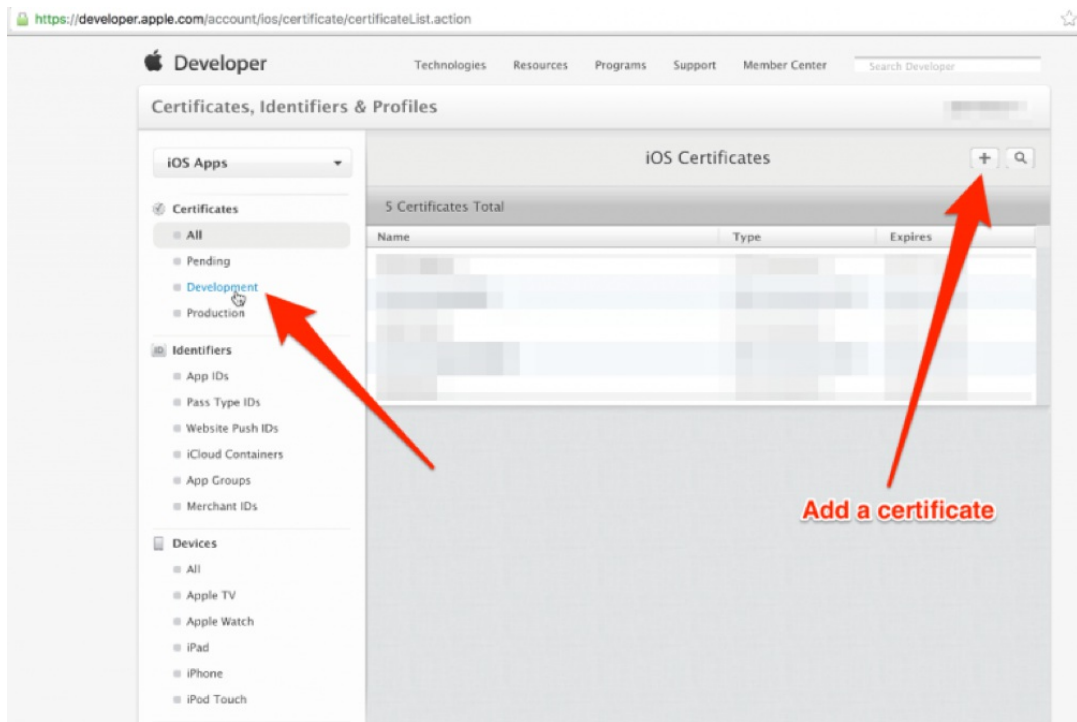 https://developer.apple.com/account/ios/certificate/certificateList.action
Developer Technologies Resources Programs Support Member Center Search Developer
Certificates, Identifiers & Profiles
iOS Apps
Certificates
All
Pending
Development
Production
Identifiers
App IDs
Pass Type IDs
Website Push IDs
iCloud Containers
App Groups
Merchant IDs
Devices
All
Apple TV
Apple Watch
iPad
iPhone
iPod Touch
iOS Certificates
5 Certificates Total
Name Type Expires
Add a certificate